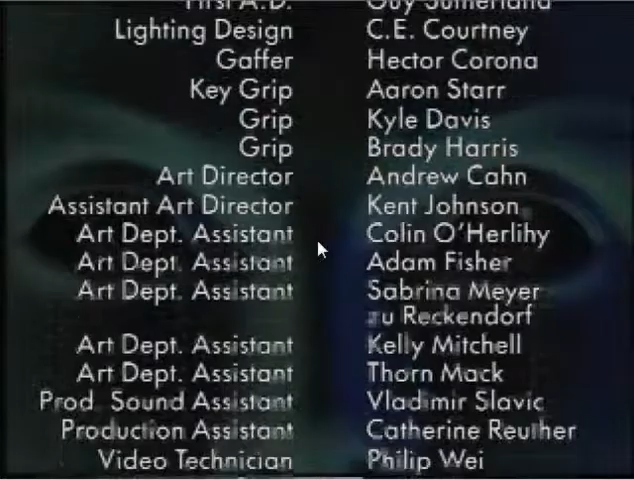 First A.D. Guy Sutherland
Lighting Design C.E. Courtney
Gaffer Hector Corona
Key Grip Aaron Starr
Grip Kyle Davis
Grip Brady Harris
Art Director Andrew Cahn
Assistant Art Director Kent Johnson
Art Dept. Assistant Colin O'Herlihy
Art Dept. Assistant Adam Fisher
Art Dept. Assistant Sabrina Meyer
zu Reckendorf
Art Dept. Assistant Kelly Mitchell
Art Dept. Assistant Thorn Mack
Prod Sound Assistant Vladimir Slavic
Production Assistant Catherine Reuther
Video Technician Philip Wei